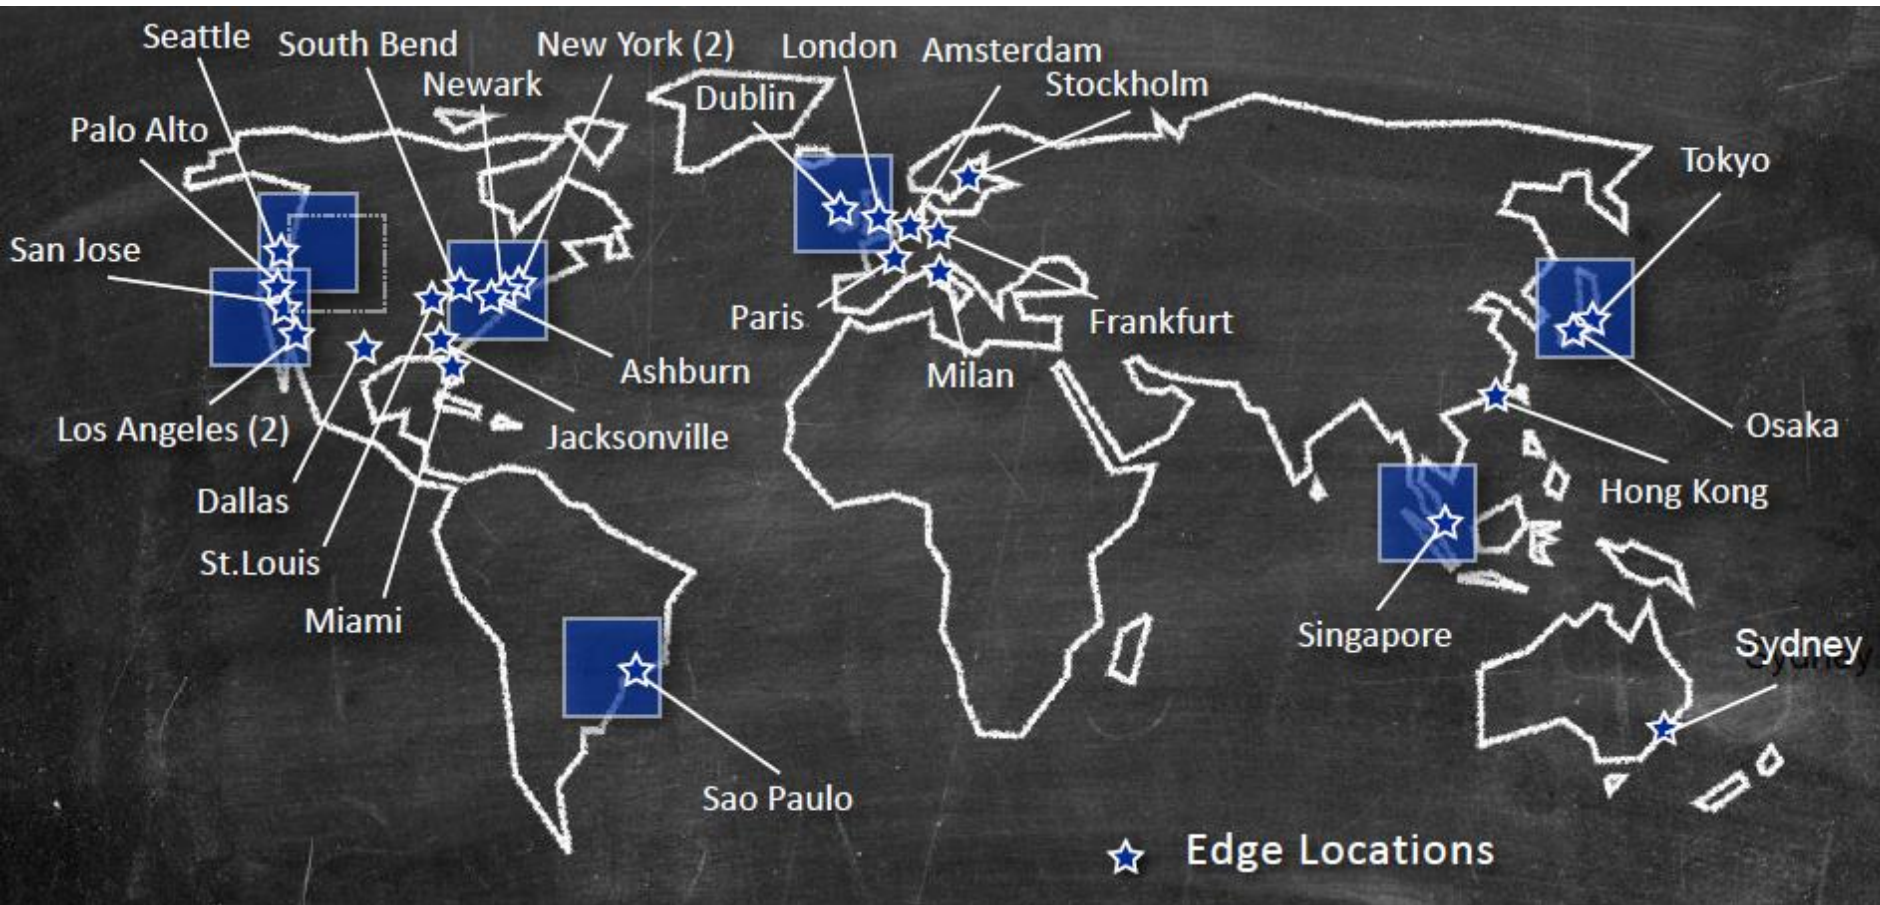 Seattle
South Bend
New York (2)
London
Amsterdam
Newark
Dublin
Stockholm
Palo Alto
Tokyo
San Jose
Paris
Frankfurt
Ashburn
Milan
Los Angeles (2)
Jacksonville
Osaka
Dallas
Hong Kong
St.Louis
Miami
Singapore
Sydney
Sao Paulo
Edge Locations